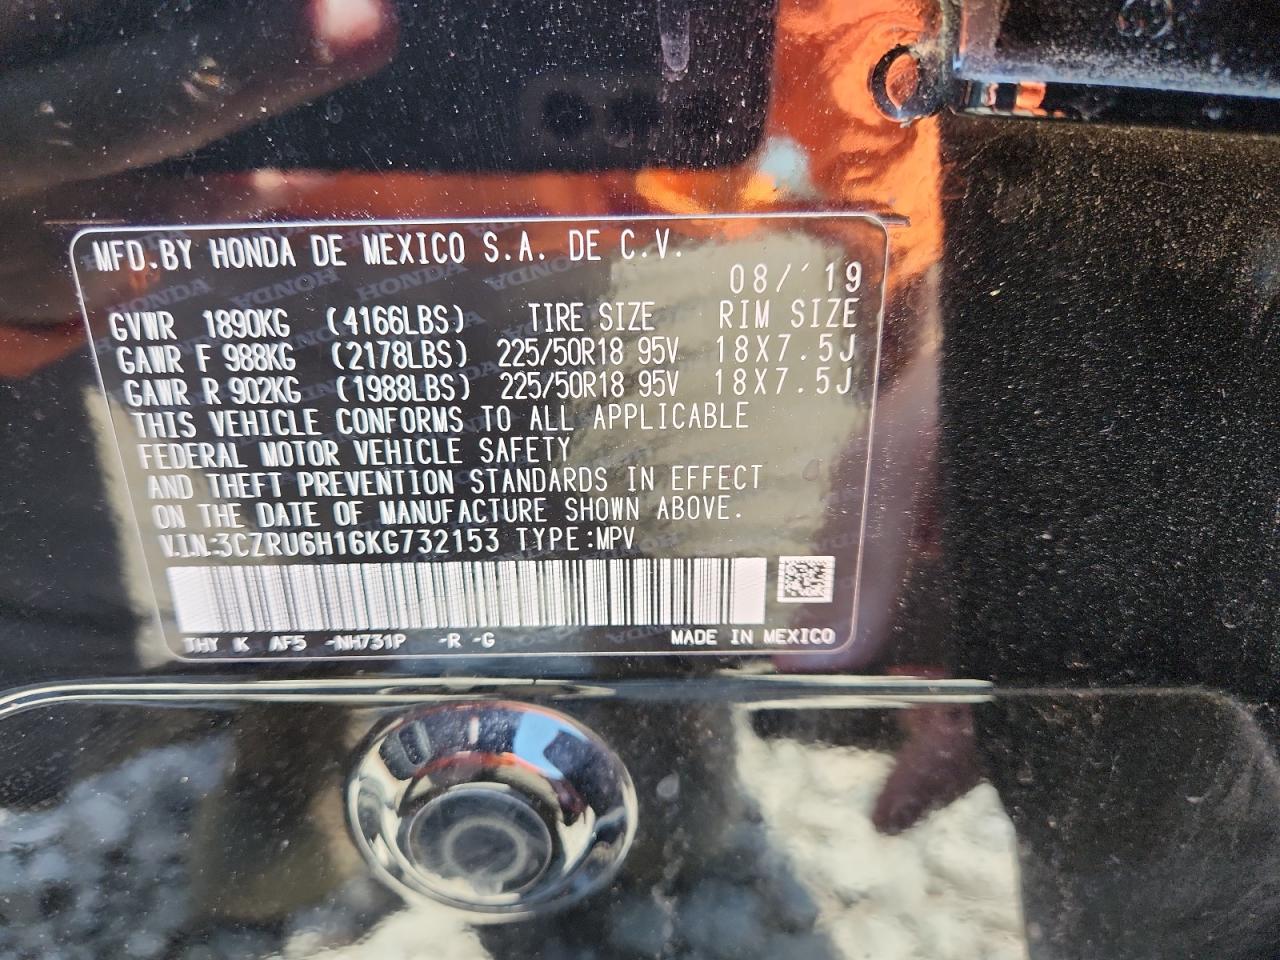 MFD.BY HONDA DE MEXICO S.A. DE C.V.
08/'19
GVWR 1890KG (4166LBS) TIRE SIZE RIM SIZE
GAWR F 988KG (2178LBS) 225/50R18 95V 18X7.5J
GAWR R 902KG (1988LBS) 225/50R18 95V 18X7.5J
THIS VEHICLE CONFORMS TO ALL APPLICABLE
FEDERAL MOTOR VEHICLE SAFETY
AND THEFT PREVENTION STANDARDS IN EFFECT
ON THE DATE OF MANUFACTURE SHOWN ABOVE.
V.I.N:3CZRU6H16KG732153 TYPE:MPV
THY K AF5 -NH731P -R -G MADE IN MEXICO